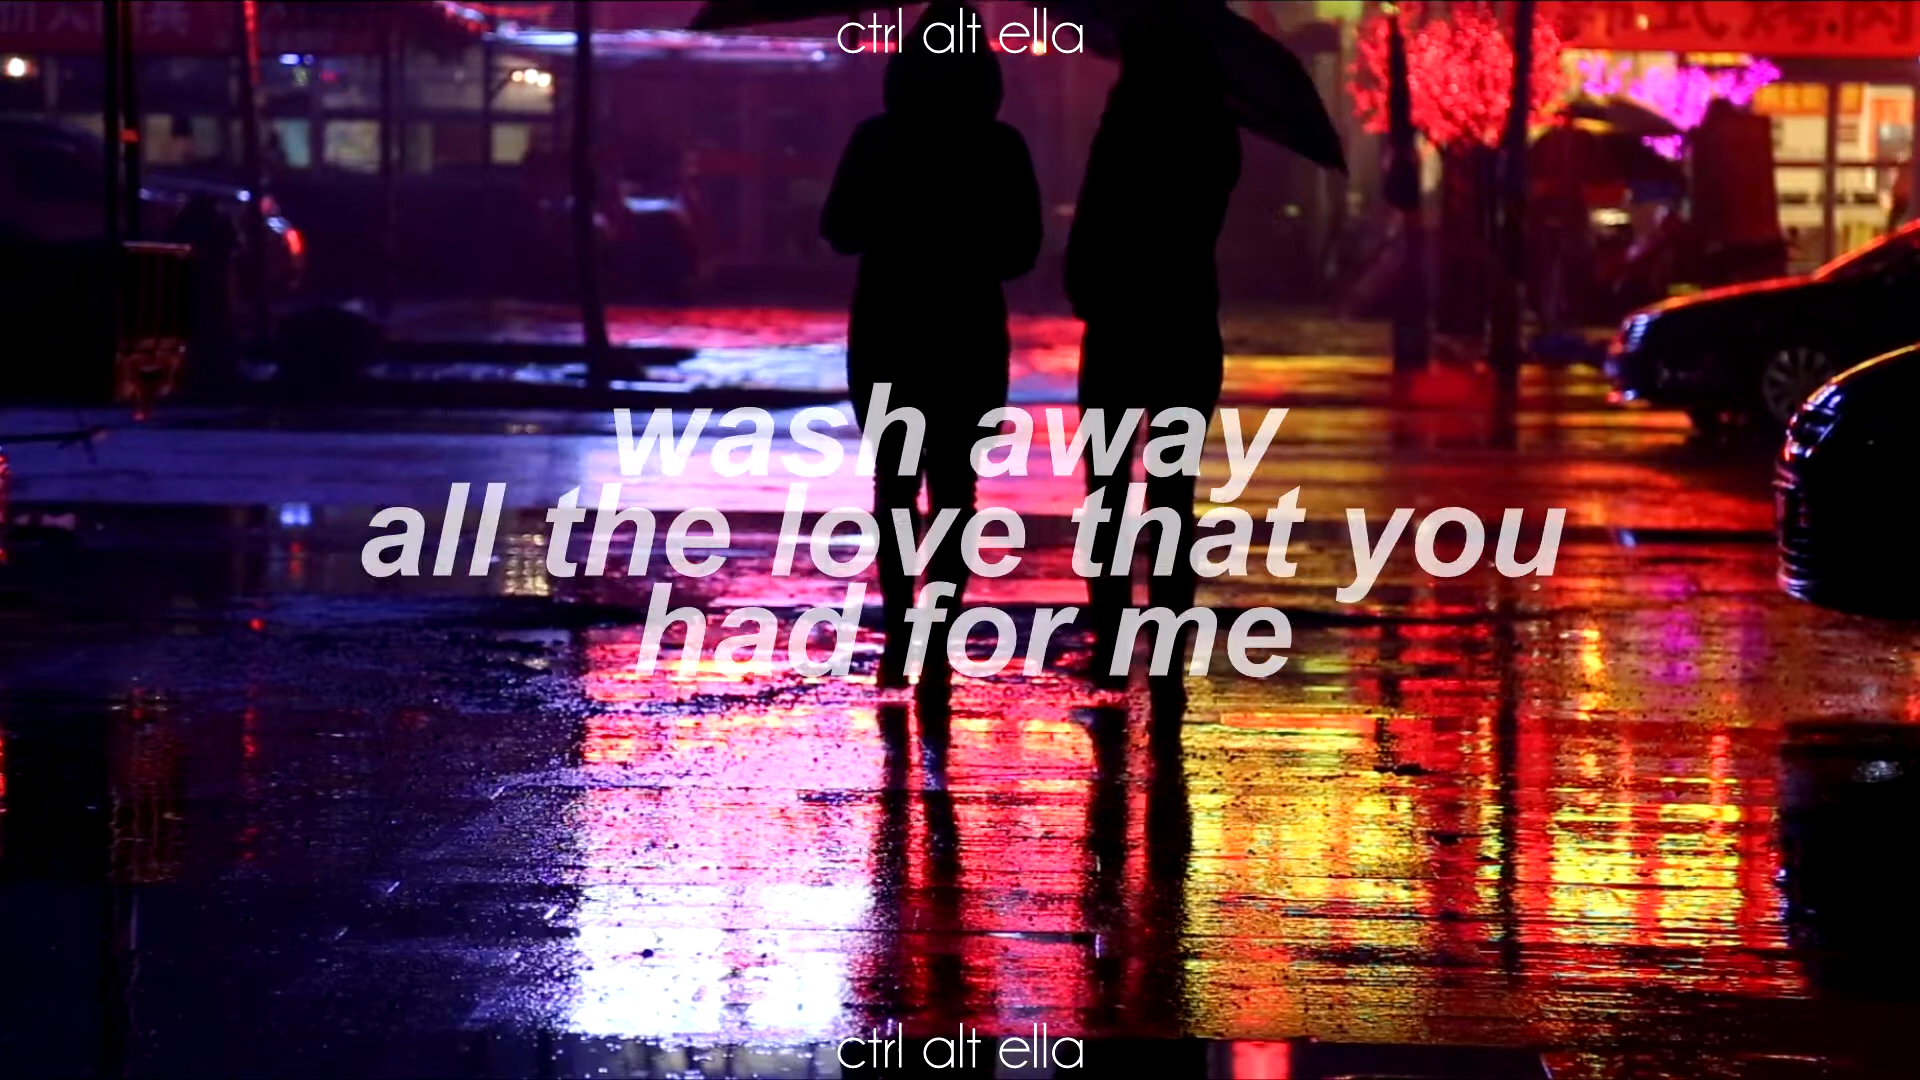 ctrl alt ella
wash away
all the love that you
had for me
ctrl alt ella